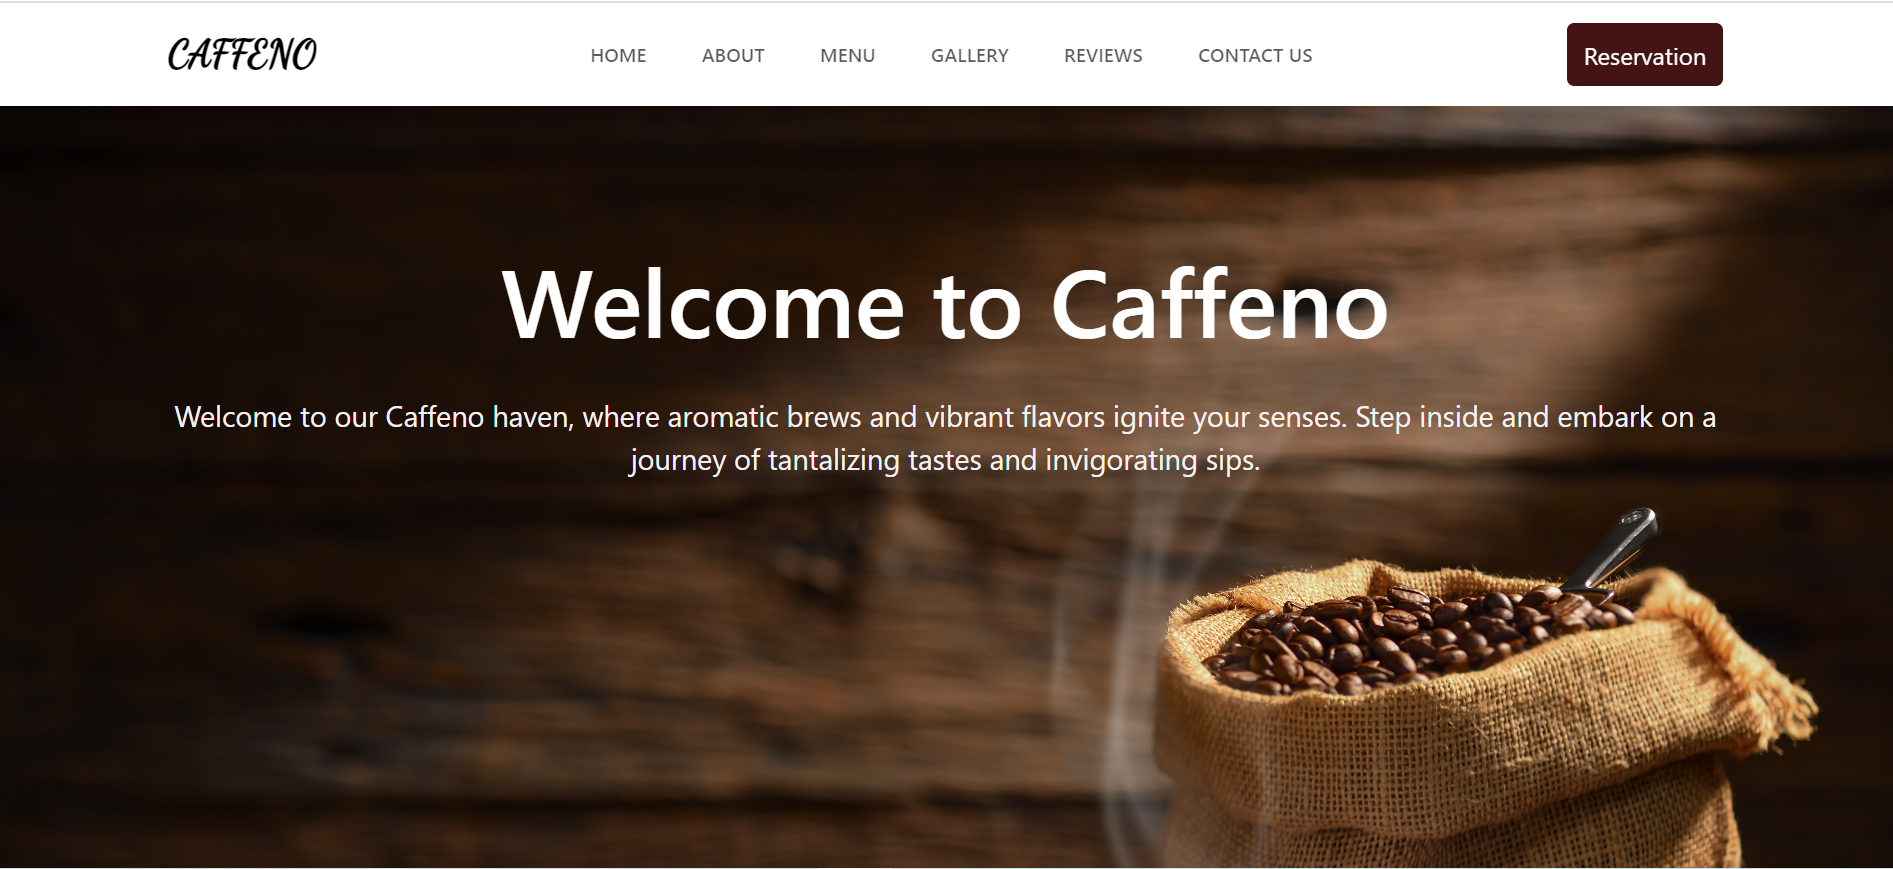 CAFFENO
HOME ABOUT MENU GALLERY REVIEWS CONTACT US
Reservation
Welcome to Caffeno
Welcome to our Caffeno haven, where aromatic brews and vibrant flavors ignite your senses. Step inside and embark on a
journey of tantalizing tastes and invigorating sips.